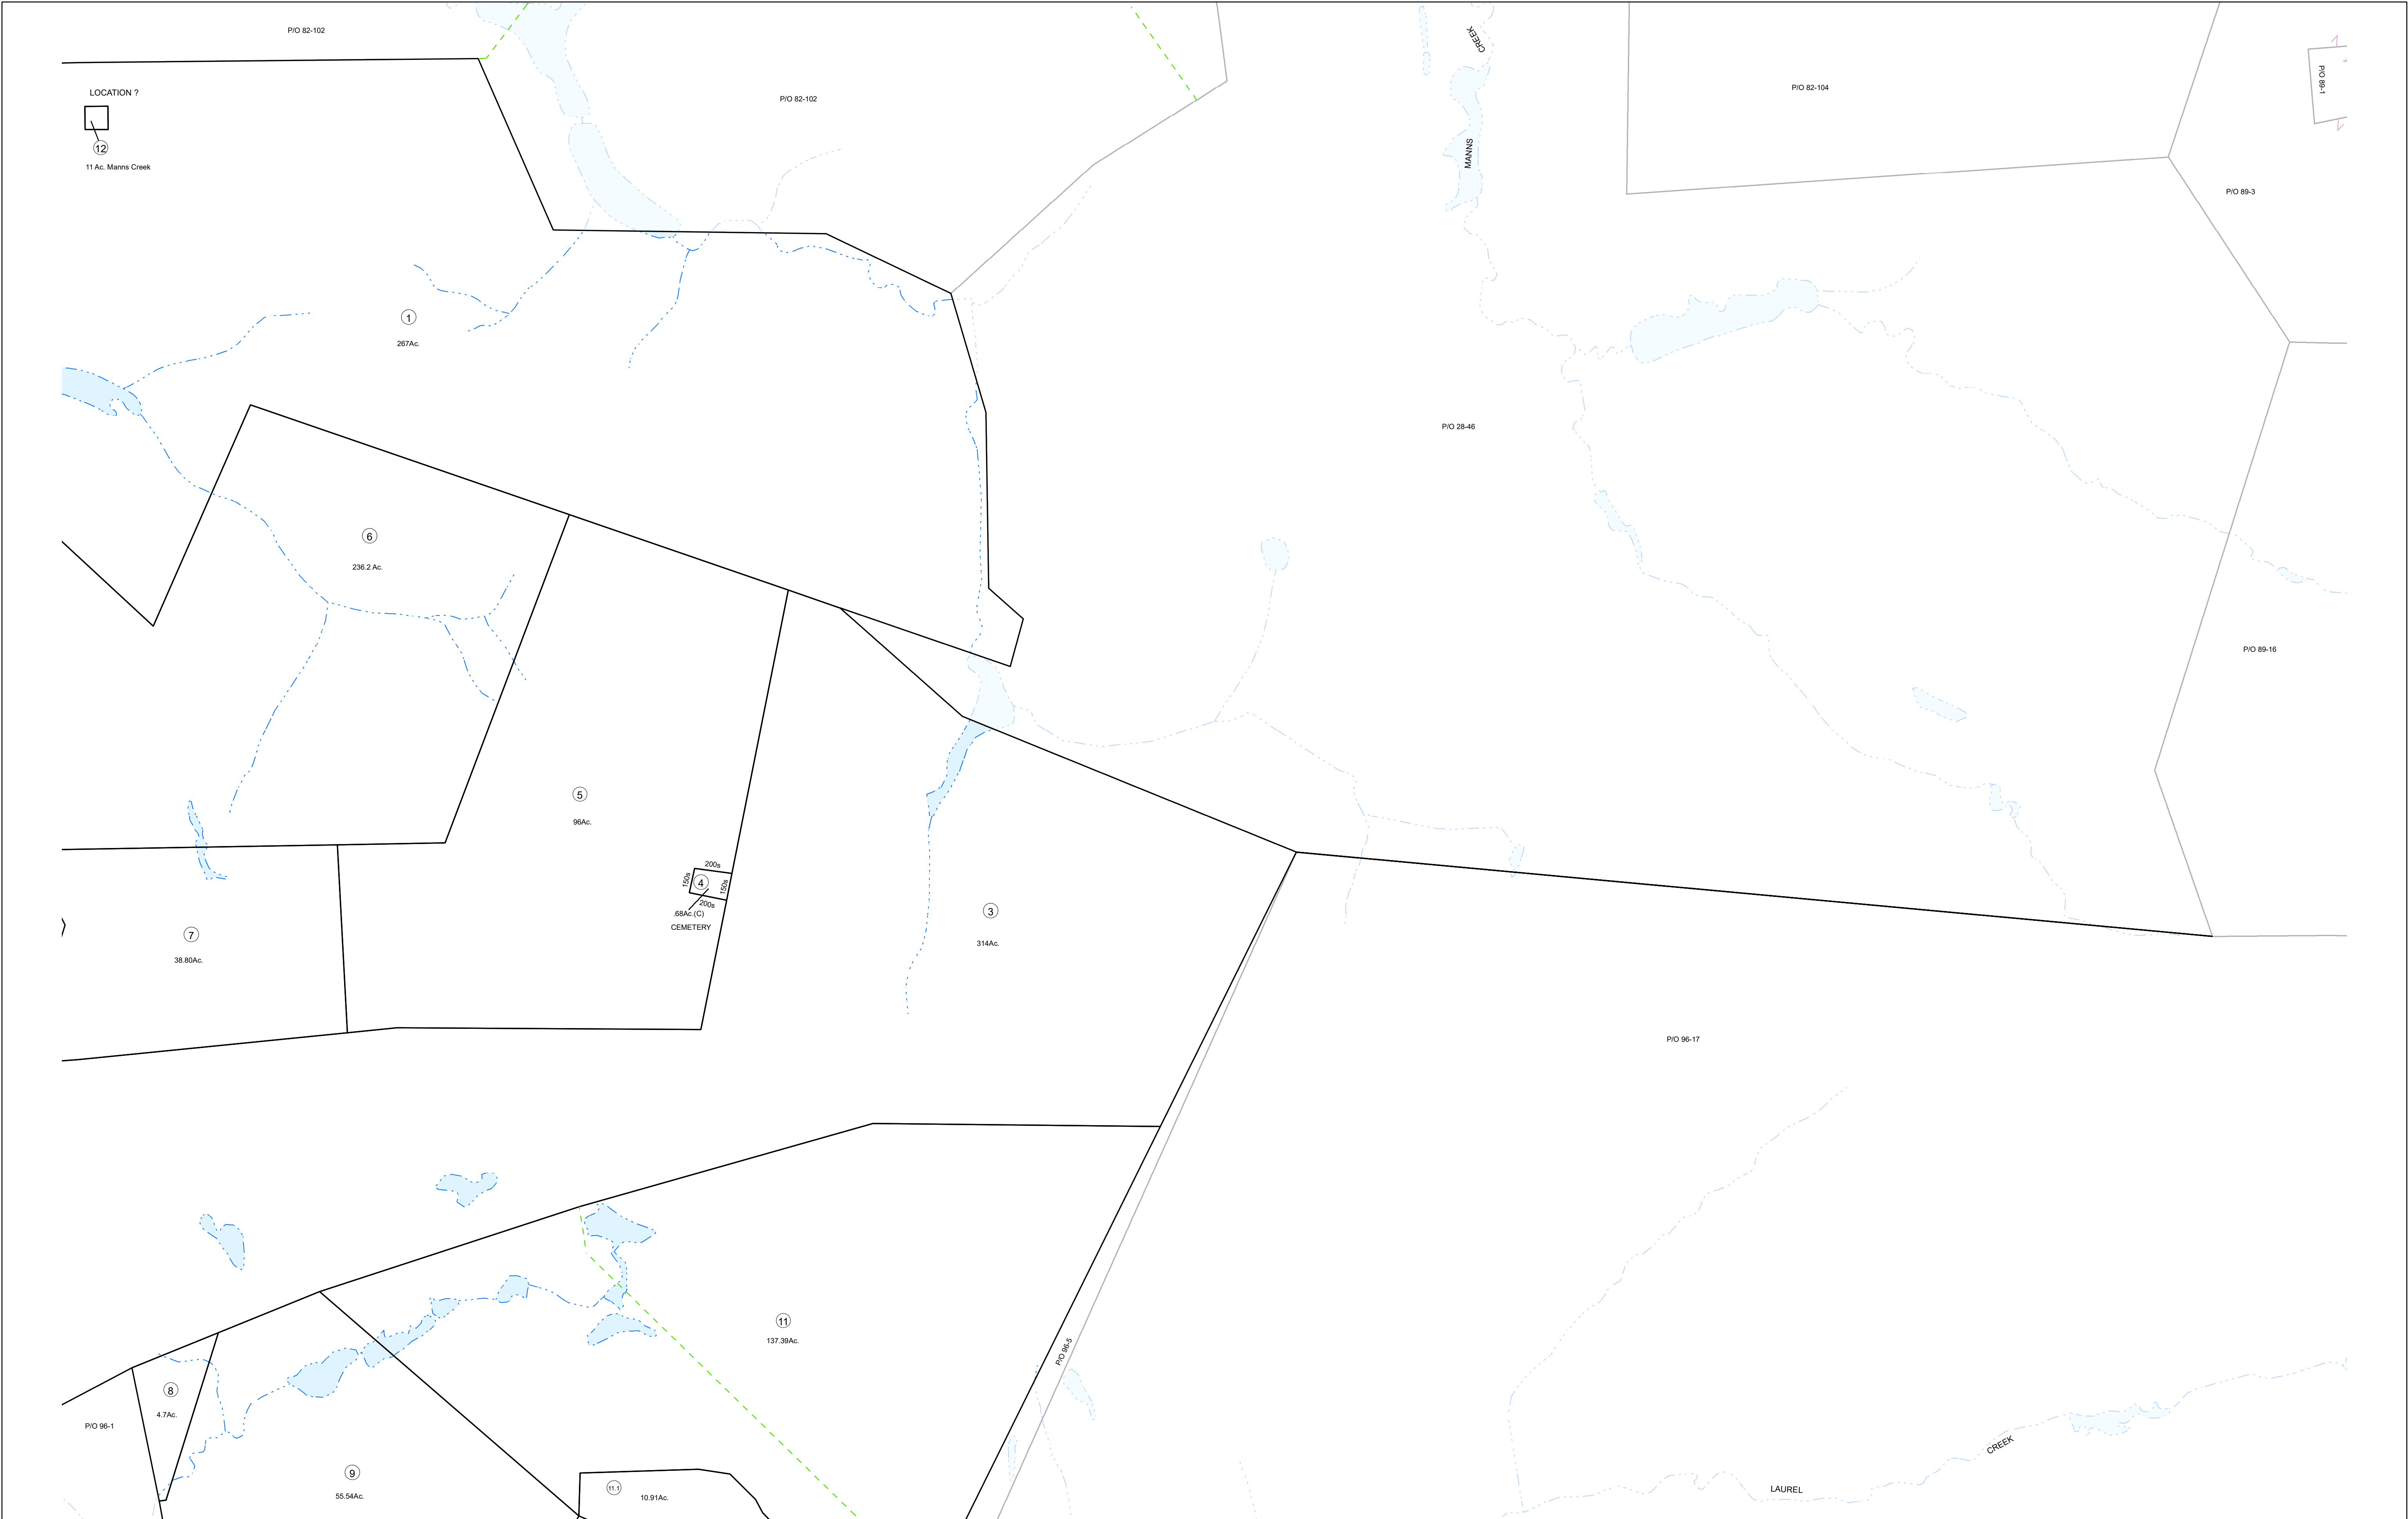 P/O 82-102
CREEK
P/O 82-104
P/O 89-1
LOCATION ?
P/O 82-102
12
MANNS
11 Ac. Manns Creek
P/O 89-3
1
267Ac.
P/O 28-46
6
236.2 Ac.
P/O 89-16
5
96Ac.
200s
150s
4
150s
200s
.68Ac.(C)
CEMETERY
3
314Ac.
7
38.80Ac.
P/O 96-17
11
137.39Ac.
P/O 96-5
8
4.7Ac.
P/O 96-1
CREEK
9
55.54Ac.
11.1
10.91Ac.
LAUREL